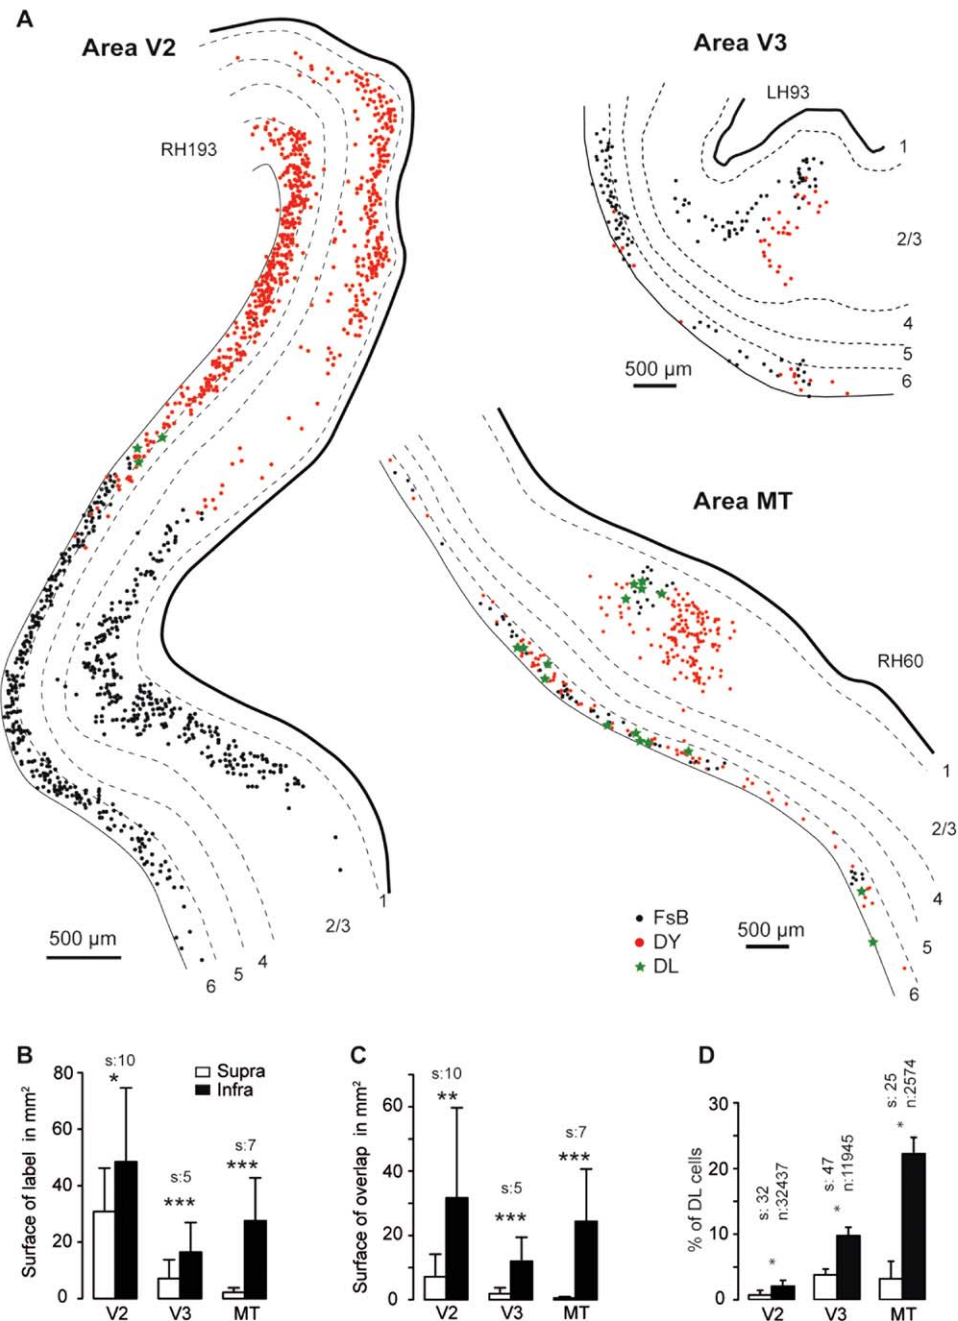 A
Area V2
RH193
500 µm
6
5
4
2/3
1
Area V3
LH93
1
2/3
4
5
6
500 µm
Area MT
RH60
1
2/3
4
5
6
FsB
DY
DL
500 µm
B
Surface of label in mm²
80
60
40
20
0
s:10
*
s:5
***
s:7
***
Supra
Infra
V2
V3
MT
C
Surface of overlap in mm²
60
40
20
0
s:10
**
s:5
***
s:7
***
V2
V3
MT
D
% of DL cells
30
20
10
0
s: 32
n:32437
*
s: 47
n:11945
*
s: 25
n:2574
*
V2
V3
MT